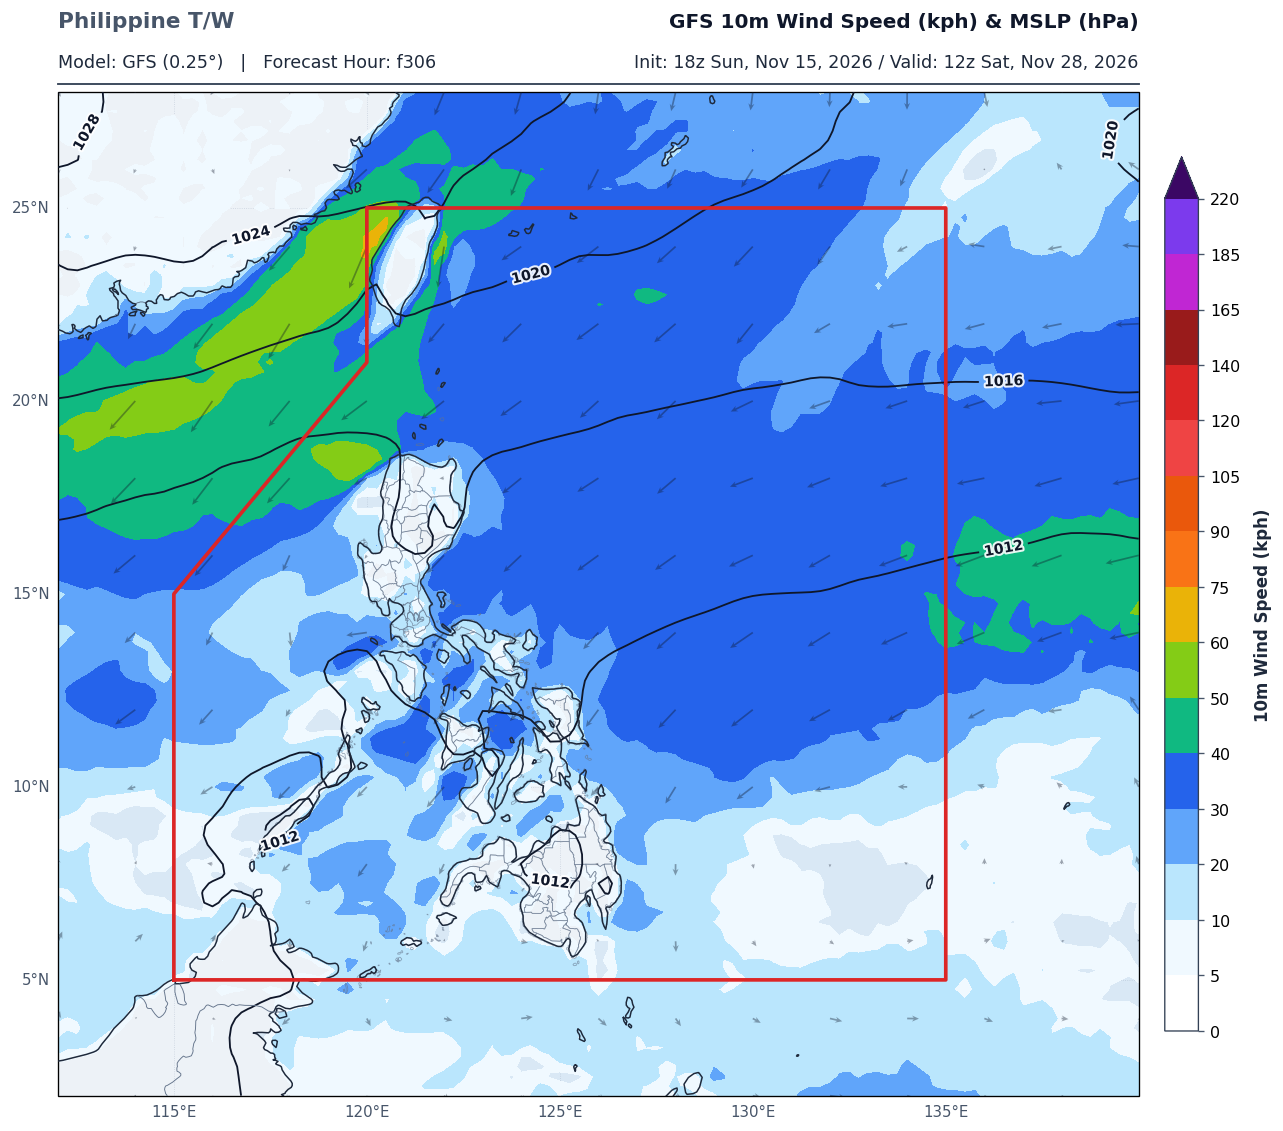 Philippine T/W
GFS 10m Wind Speed (kph) & MSLP (hPa)
Model: GFS (0.25°) | Forecast Hour: f306
Init: 18z Sun, Nov 15, 2026 / Valid: 12z Sat, Nov 28, 2026
1028
1020
1024
1020
1016
1012
1012
1012
25°N
20°N
15°N
10°N
5°N
115°E
120°E
125°E
130°E
135°E
220
185
165
140
120
105
90
75
60
50
40
30
20
10
5
0
10m Wind Speed (kph)